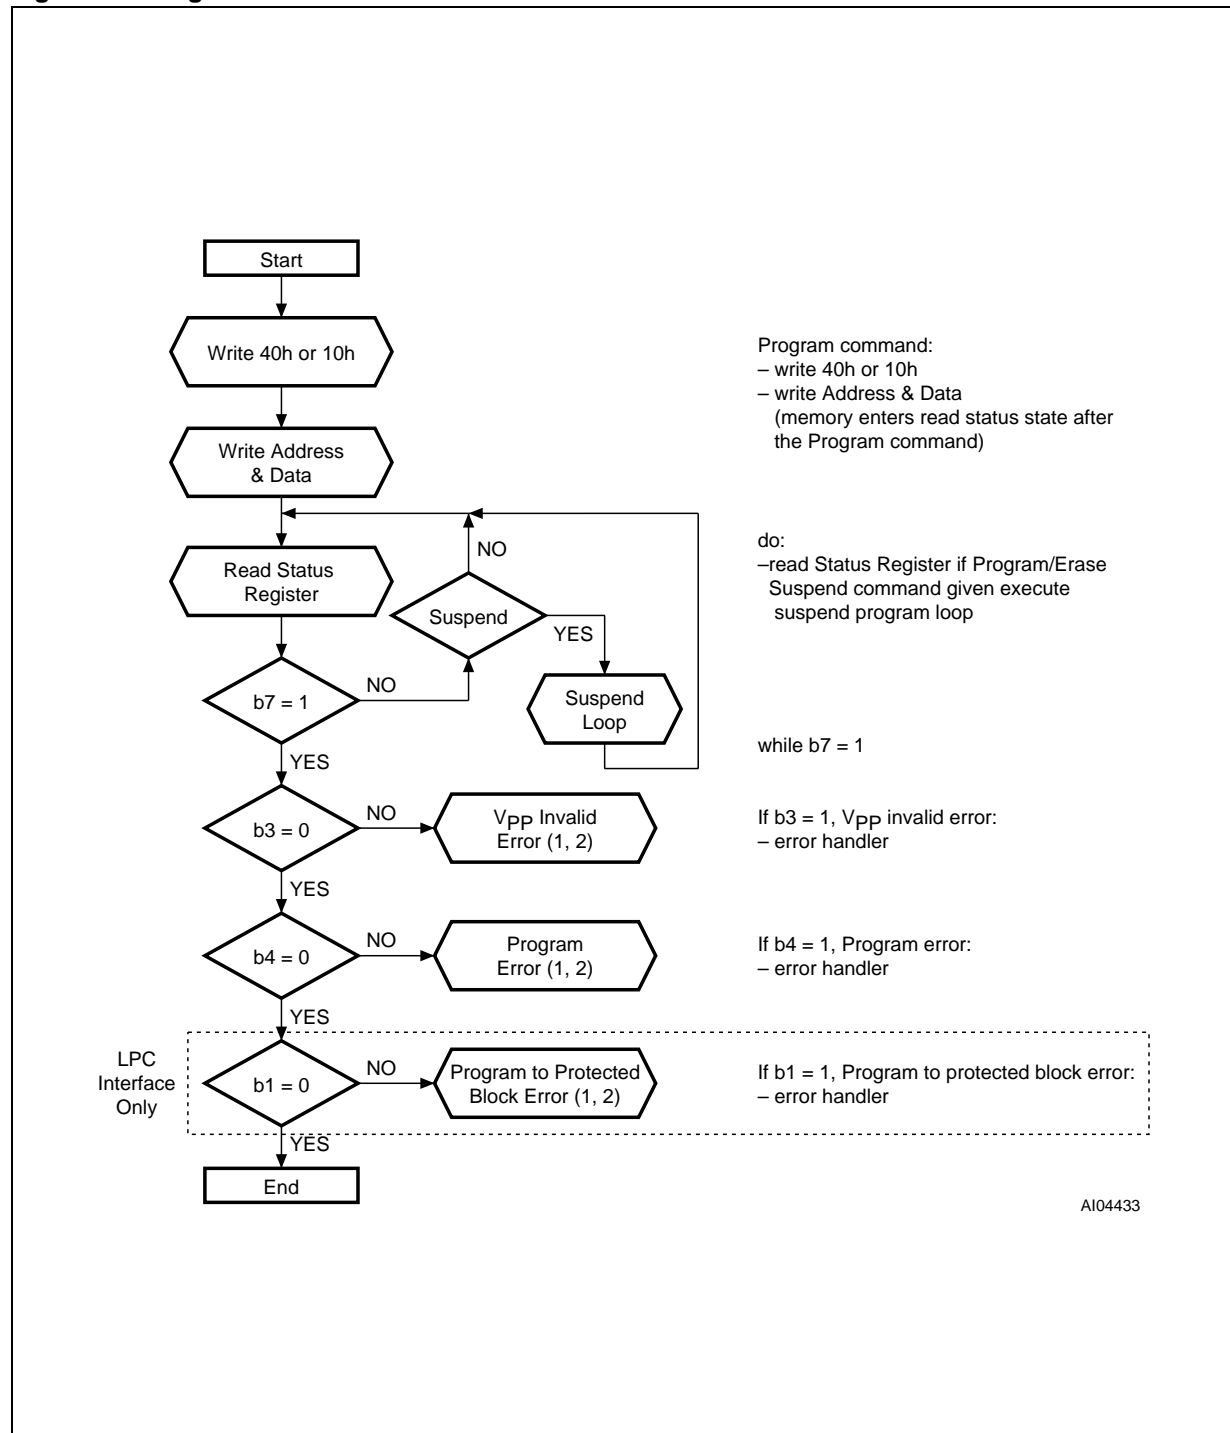 Start
Write 40h or 10h
Program command:
– write 40h or 10h
– write Address & Data
(memory enters read status state after
the Program command)
Write Address
& Data
NO
do:
–read Status Register if Program/Erase
Suspend command given execute
suspend program loop
Read Status
Register
Suspend
YES
NO
b7 = 1
Suspend
Loop
YES
while b7 = 1
b3 = 0
NO
VPP Invalid
Error (1, 2)
If b3 = 1, VPP invalid error:
– error handler
YES
b4 = 0
NO
Program
Error (1, 2)
If b4 = 1, Program error:
– error handler
YES
LPC
Interface
Only
b1 = 0
NO
Program to Protected
Block Error (1, 2)
If b1 = 1, Program to protected block error:
– error handler
YES
End
AI04433